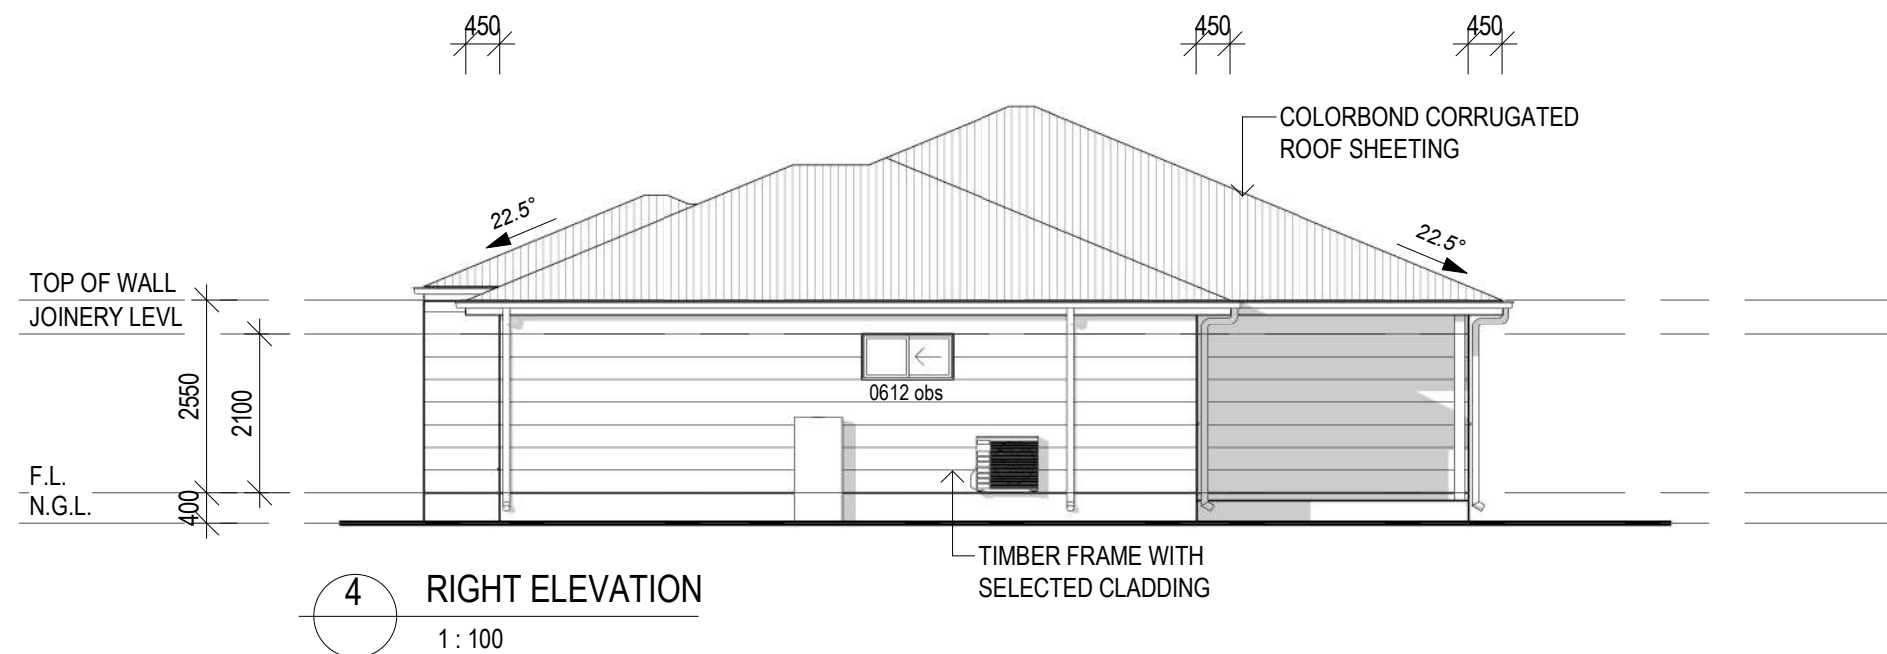 450
450
450
COLORBOND CORRUGATED
ROOF SHEETING
22.5°
22.5°
TOP OF WALL
JOINERY LEVL
2550
2100
0612 obs
F.L.
N.G.L.
400
TIMBER FRAME WITH
SELECTED CLADDING
4
RIGHT ELEVATION
1 : 100